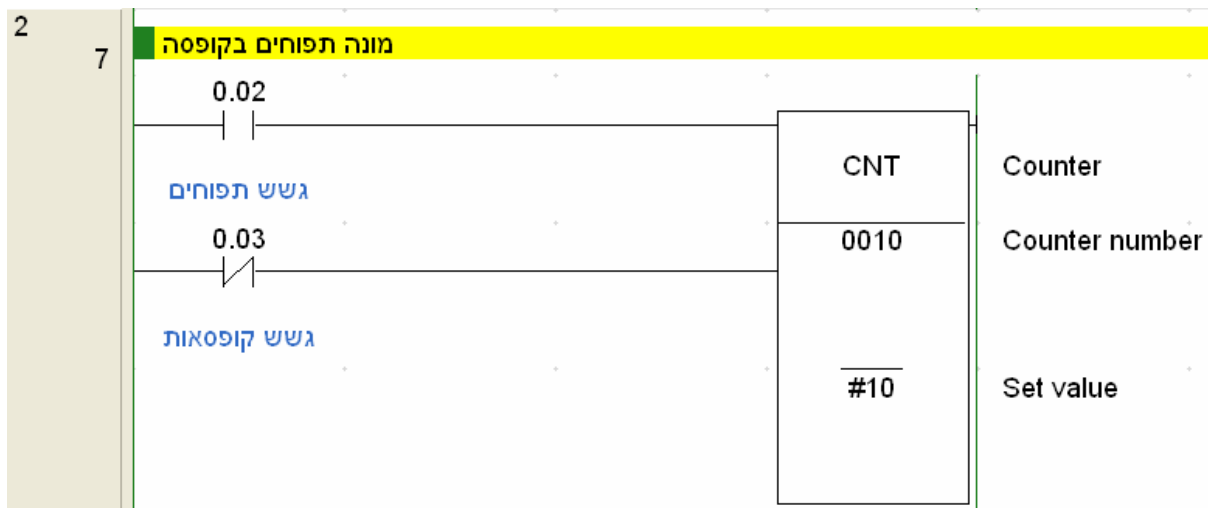 2
7
מונה תפוחים בקופסה
0.02
CNT
Counter
גשש תפוחים
0.03
0010
Counter number
גשש קופסאות
#10
Set value